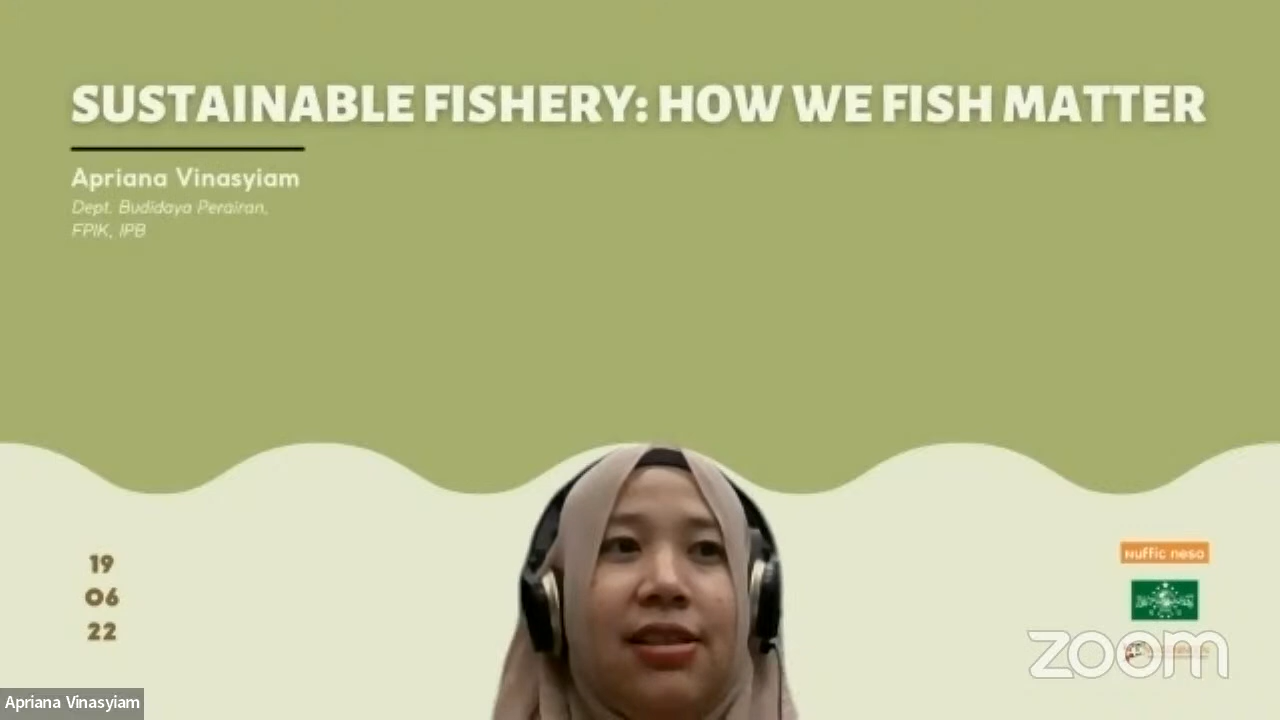 SUSTAINABLE FISHERY: HOW WE FISH MATTER
Apriana Vinasyiam
Dept. Budidaya Perairan,
FPIK, IPB
19
06
22
nuffic neso
zoom
Apriana Vinasyiam